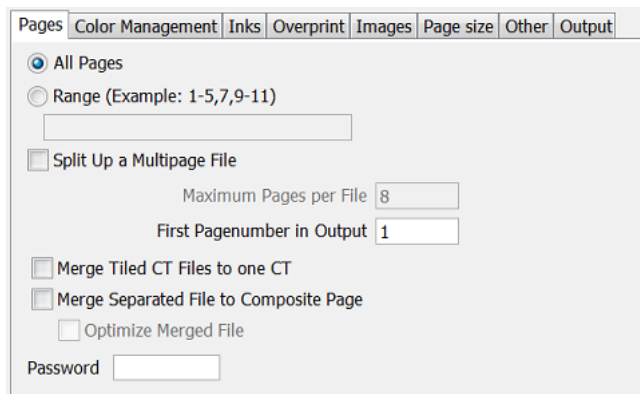 Pages Color Management Inks Overprint Images Page size Other Output
All Pages
Range (Example: 1-5,7,9-11)
Split Up a Multipage File
Maximum Pages per File 8
First Pagenumber in Output 1
Merge Tiled CT Files to one CT
Merge Separated File to Composite Page
Optimize Merged File
Password